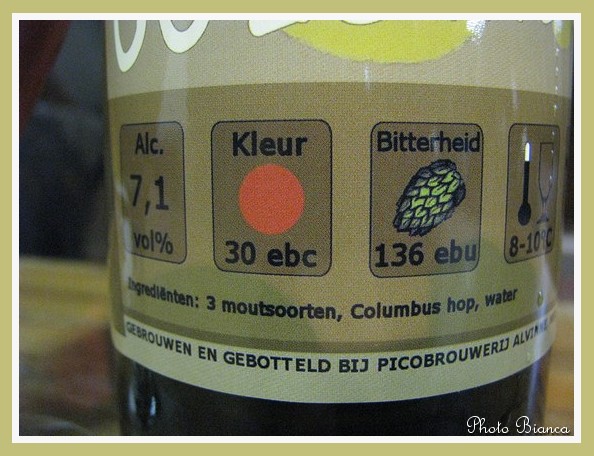 Alc.
7,1
vol%
Kleur
30 ebc
Bitterheid
136 ebu
8-10°C
Ingrediënten: 3 moutsoorten, Columbus hop, water
GEBROUWEN EN GEBOTTELD BIJ PICOBROUWERIJ
Photo Bianca